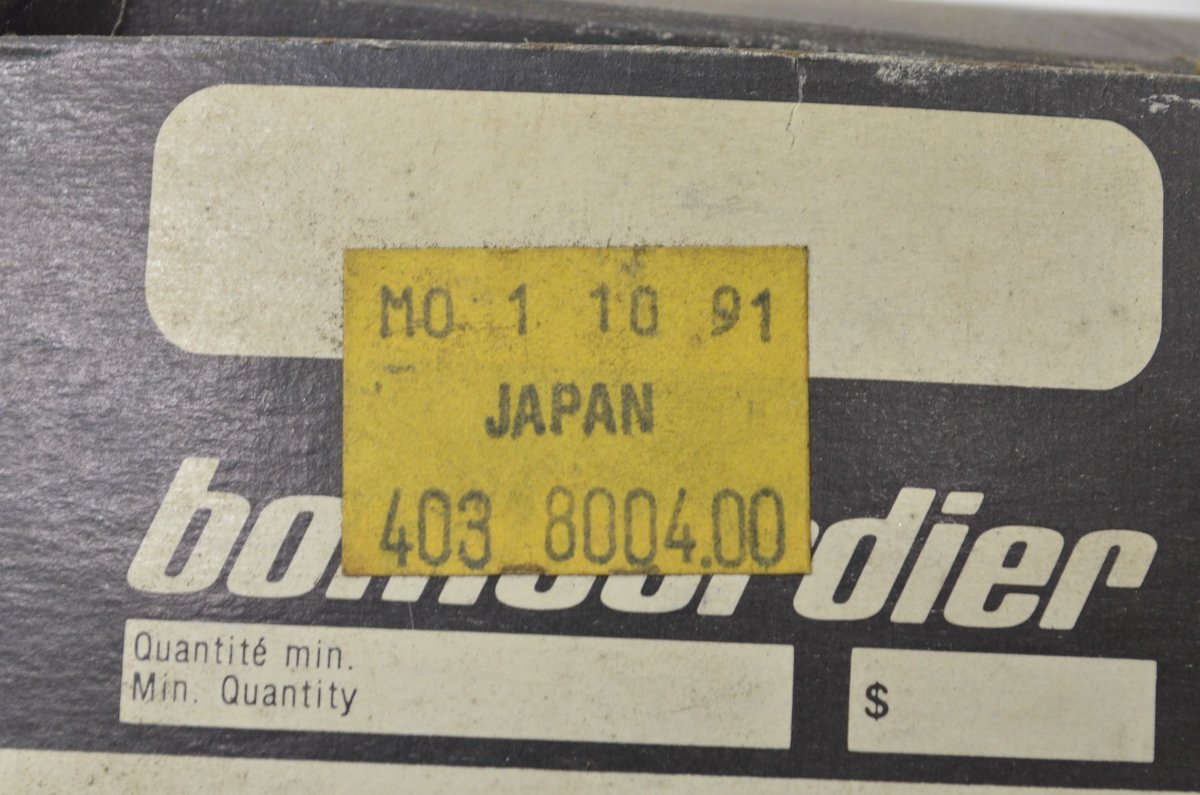 MO 1 10 91
JAPAN
403 8004.00
bombardier
Quantité min.
Min. Quantity
$